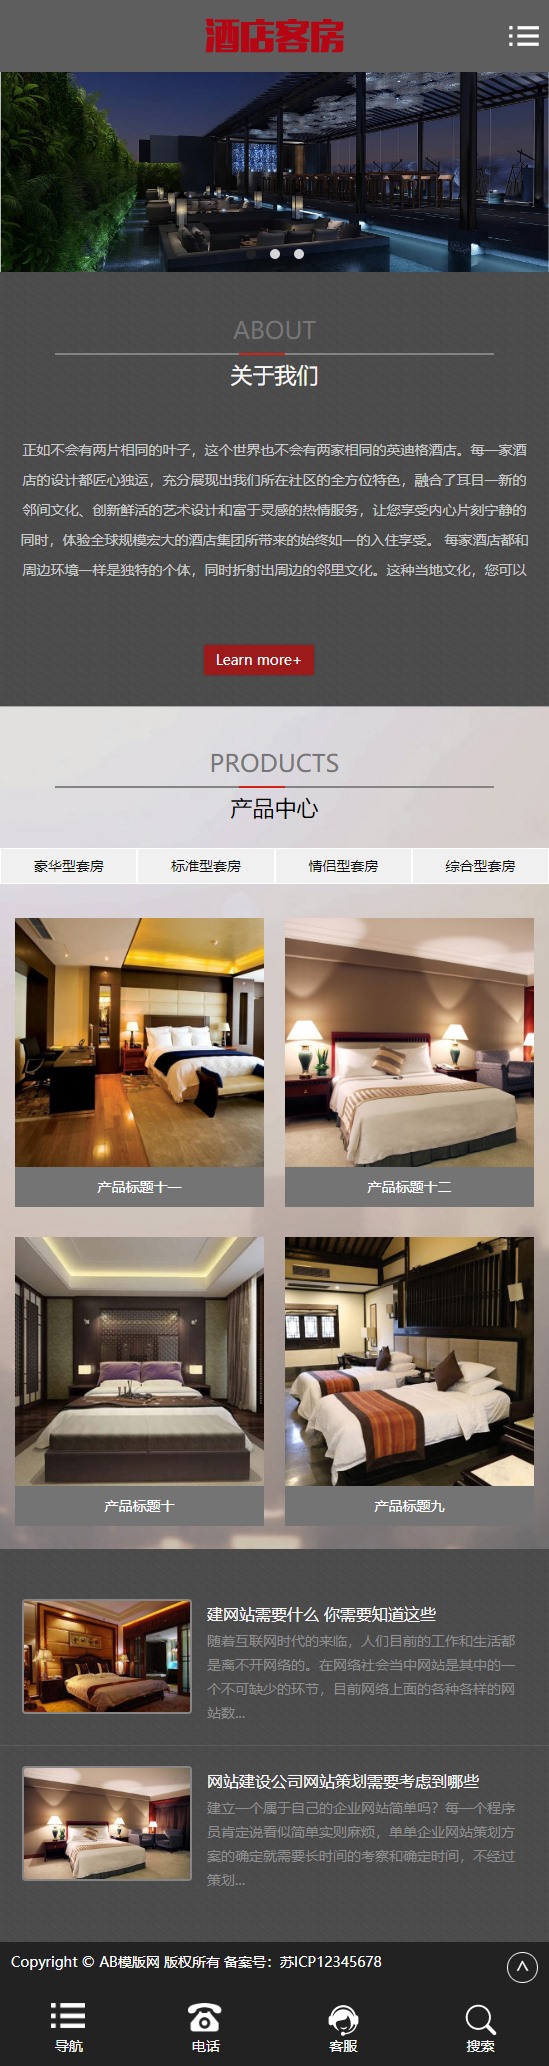 酒店客房
ABOUT
关于我们
正如不会有两片相同的叶子，这个世界也不会有两家相同的英迪格酒店。每一家酒
店的设计都匠心独运，充分展现出我们所在社区的全方位特色，融合了耳目一新的
邻间文化、创新鲜活的艺术设计和富于灵感的热情服务，让您享受内心片刻宁静的
同时，体验全球规模宏大的酒店集团所带来的始终如一的入住享受。 每家酒店都和
周边环境一样是独特的个体，同时折射出周边的邻里文化。这种当地文化，您可以
Learn more+
PRODUCTS
产品中心
豪华型套房 标准型套房 情侣型套房 综合型套房
产品标题十一 产品标题十二
产品标题十 产品标题九
建网站需要什么 你需要知道这些
随着互联网时代的来临，人们目前的工作和生活都
是离不开网络的。在网络社会当中网站是其中的一
个不可缺少的环节，目前网络上面的各种各样的网
站数...
网站建设公司网站策划需要考虑到哪些
建立一个属于自己的企业网站简单吗？每一个程序
员肯定说看似简单实则麻烦，单单企业网站策划方
案的确定就需要长时间的考察和确定时间，不经过
策划...
Copyright © AB模版网 版权所有 备案号：苏ICP12345678
导航 电话 客服 搜索